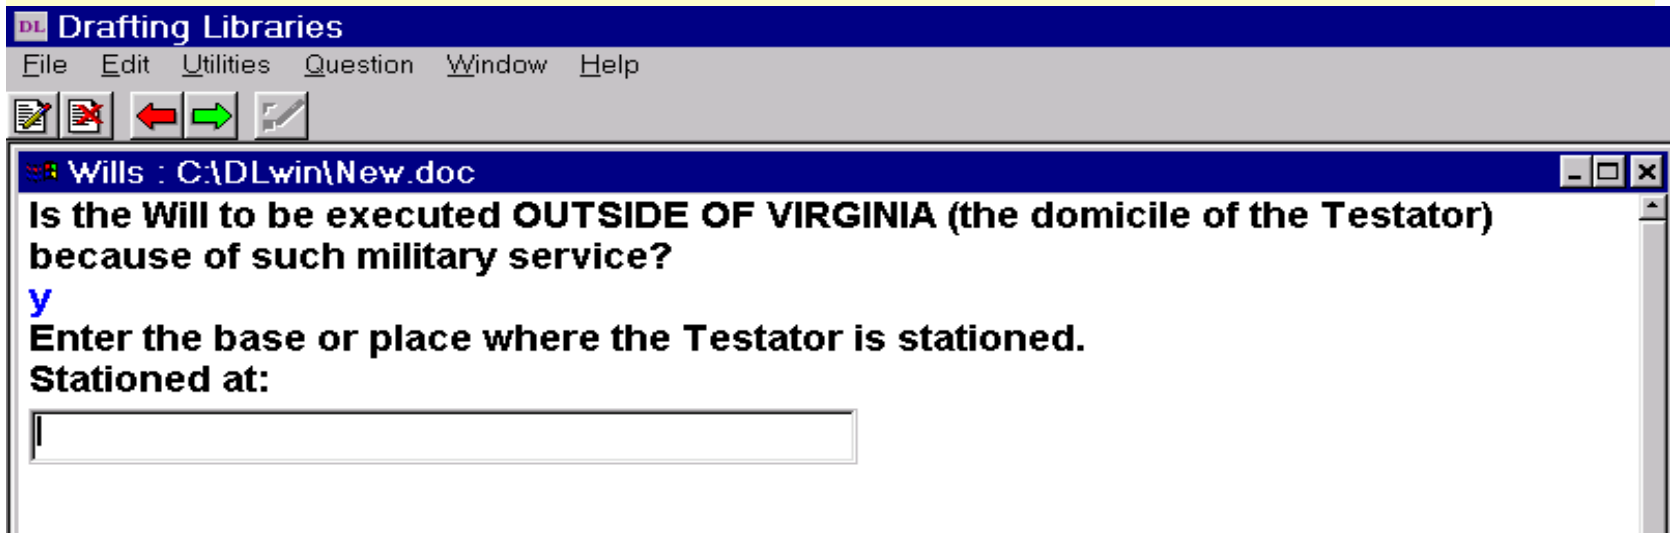 DL Drafting Libraries
File Edit Utilities Question Window Help
Wills : C:\DLwin\New.doc
Is the Will to be executed OUTSIDE OF VIRGINIA (the domicile of the Testator)
because of such military service?
y
Enter the base or place where the Testator is stationed.
Stationed at: